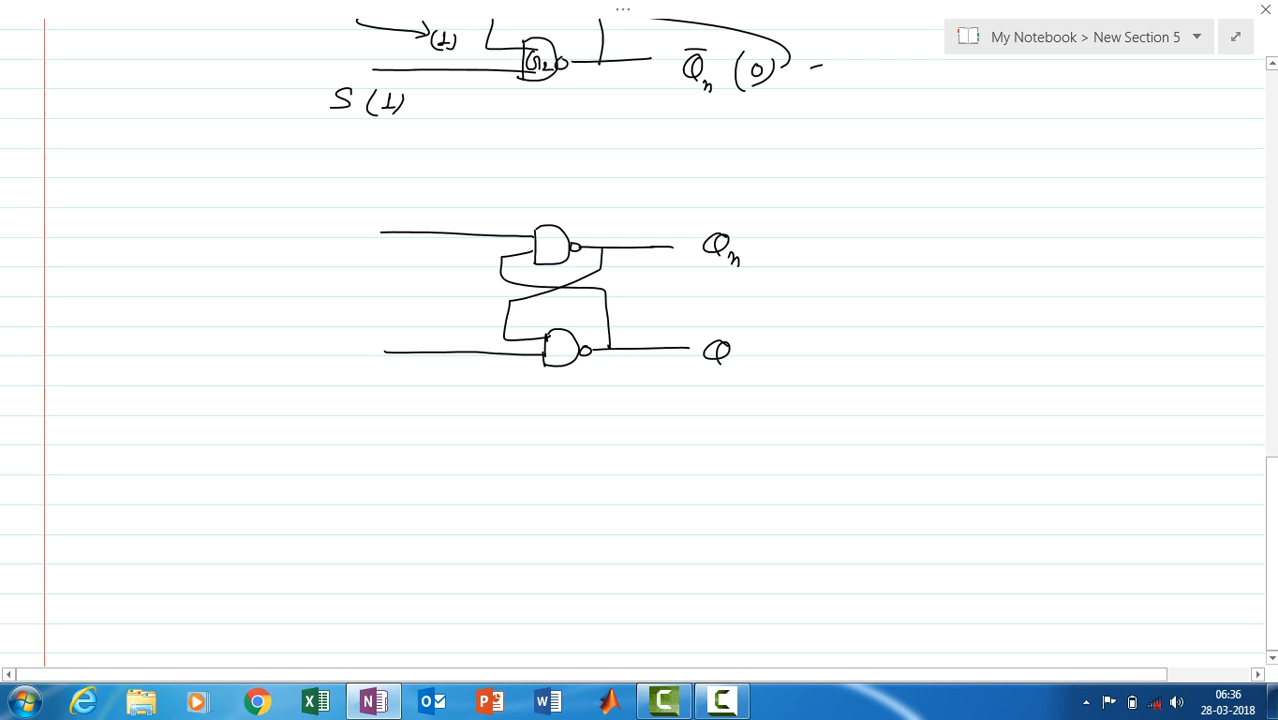 ...
My Notebook > New Section 5
(1)
G₂
Q̅n (0)
S (1)
Qn
Q
X
N
O
P
W
C
C
06:36
28-03-2018